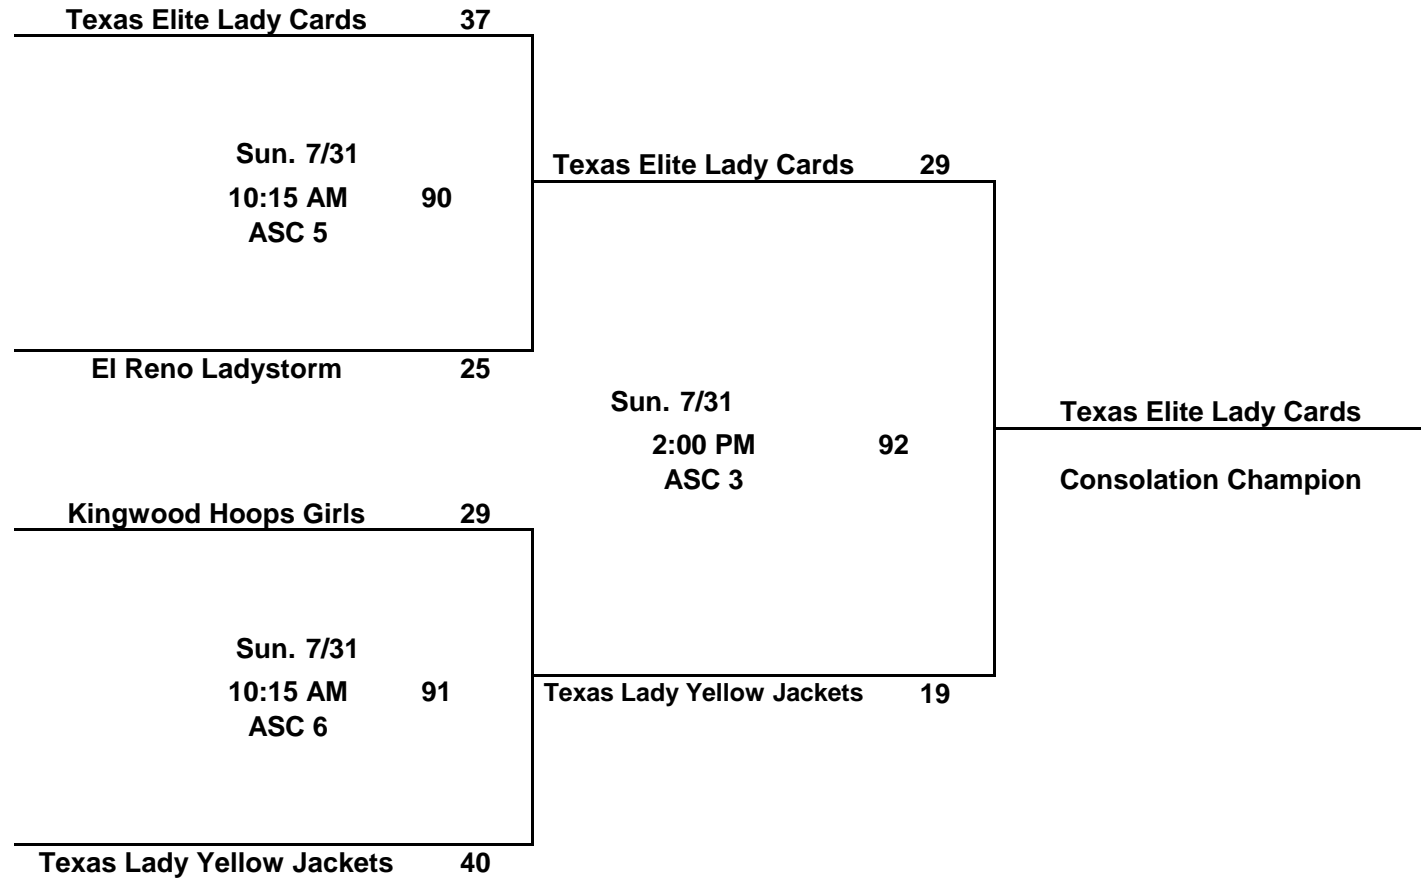 Texas Elite Lady Cards 37
Sun. 7/31
10:15 AM 90
ASC 5
El Reno Ladystorm 25
Kingwood Hoops Girls 29
Sun. 7/31
10:15 AM 91
ASC 6
Texas Lady Yellow Jackets 40
Texas Elite Lady Cards 29
Sun. 7/31
2:00 PM 92
ASC 3
Texas Lady Yellow Jackets 19
Texas Elite Lady Cards
Consolation Champion